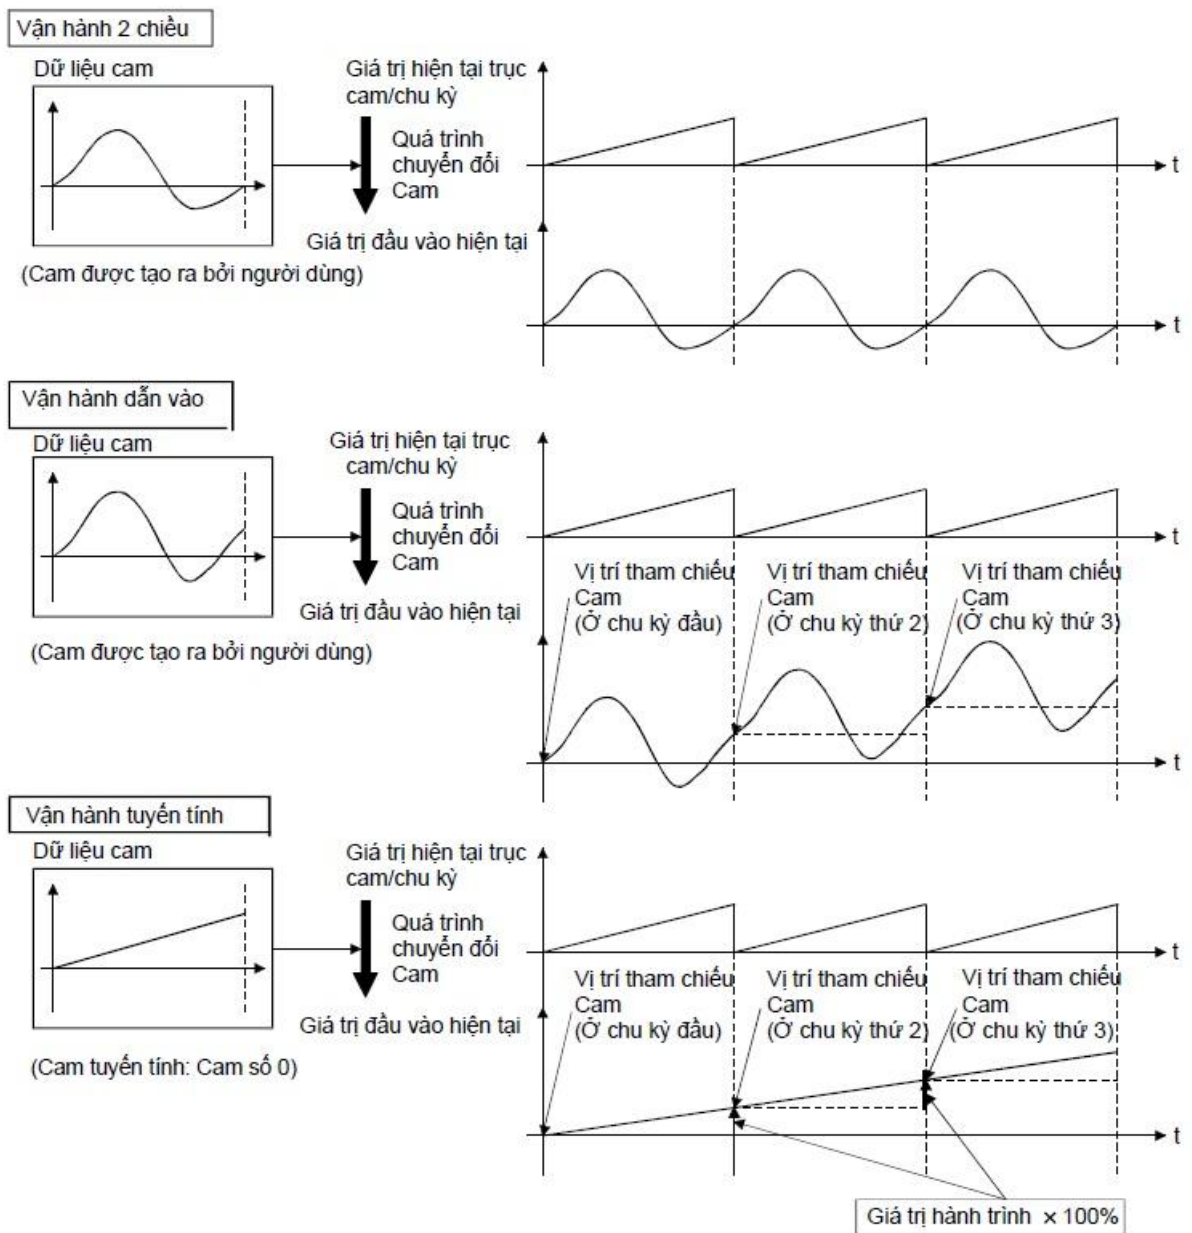 Vận hành 2 chiều
Dữ liệu cam
Giá trị hiện tại trục
cam/chu kỳ
Quá trình
chuyển đổi
Cam
Giá trị đầu vào hiện tại
(Cam được tạo ra bởi người dùng)
t
t
Vận hành dẫn vào
Dữ liệu cam
Giá trị hiện tại trục
cam/chu kỳ
Quá trình
chuyển đổi
Cam
Giá trị đầu vào hiện tại
(Cam được tạo ra bởi người dùng)
t
Vị trí tham chiếu
Cam
(Ở chu kỳ đầu)
Vị trí tham chiếu
Cam
(Ở chu kỳ thứ 2)
Vị trí tham chiếu
Cam
(Ở chu kỳ thứ 3)
t
Vận hành tuyến tính
Dữ liệu cam
Giá trị hiện tại trục
cam/chu kỳ
Quá trình
chuyển đổi
Cam
Giá trị đầu vào hiện tại
(Cam tuyến tính: Cam số 0)
t
Vị trí tham chiếu
Cam
(Ở chu kỳ đầu)
Vị trí tham chiếu
Cam
(Ở chu kỳ thứ 2)
Vị trí tham chiếu
Cam
(Ở chu kỳ thứ 3)
t
Giá trị hành trình × 100%